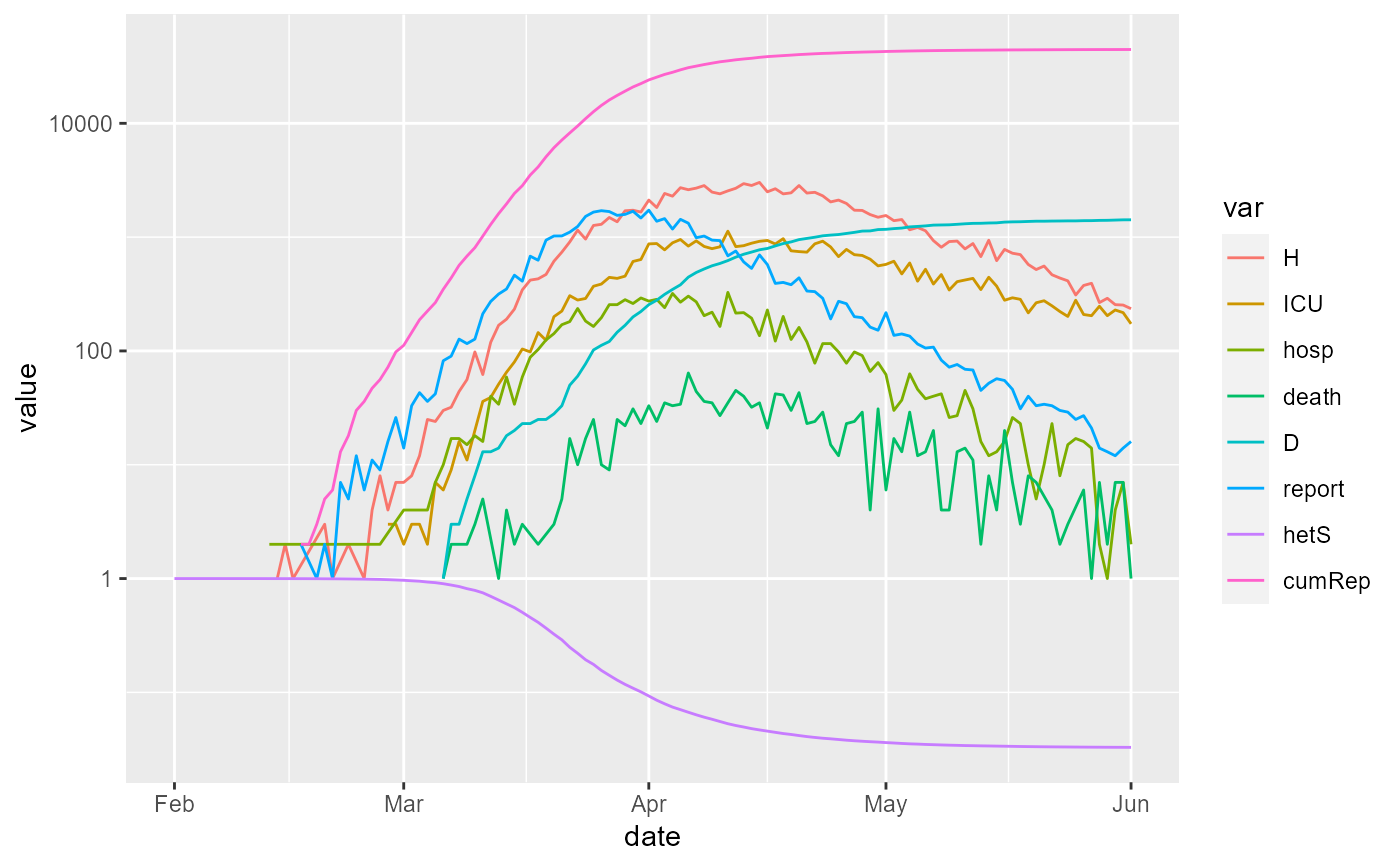 10000
100
1
value
Feb
Mar
Apr
May
Jun
date
var
H
ICU
hosp
death
D
report
hetS
cumRep